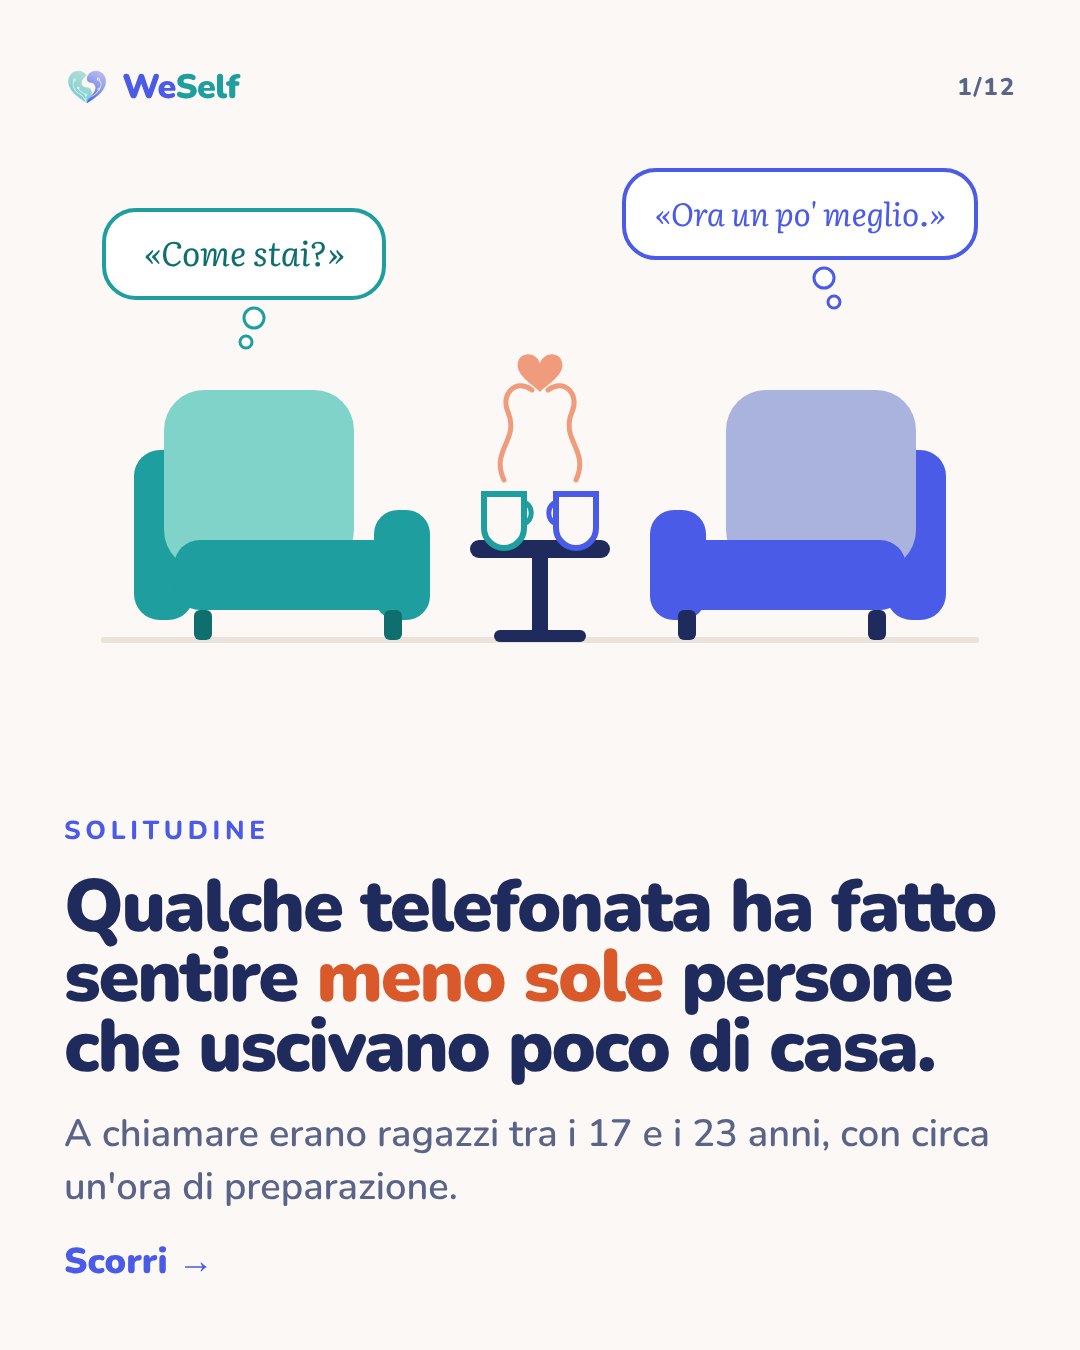 WeSelf
1/12
«Come stai?»
«Ora un po' meglio.»
SOLITUDINE
Qualche telefonata ha fatto
sentire meno sole persone
che uscivano poco di casa.
A chiamare erano ragazzi tra i 17 e i 23 anni, con circa
un'ora di preparazione.
Scorri →